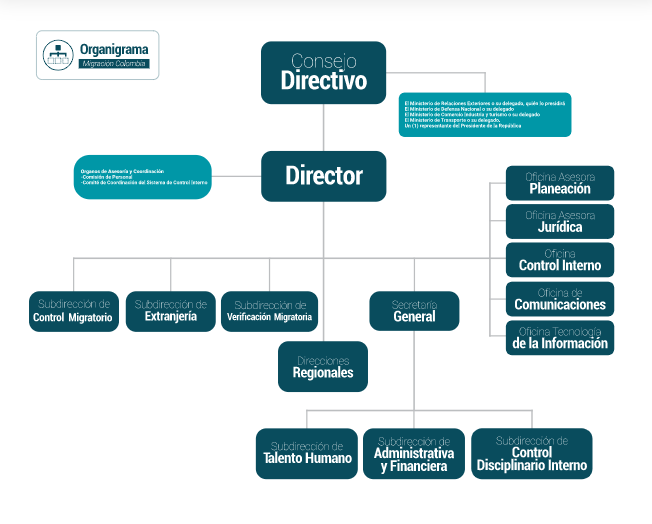 Organigrama
Migración Colombia
Consejo
Directivo
El Ministerio de Relaciones Exteriores o su delegado, quién lo presidirá
El Ministerio de Defensa Nacional o su delegado
El Ministerio de Comercio Industria y turismo o su delegado
El Ministerio de Transporte o su delegado.
Un (1) representante del Presidente de la República
Organos de Asesoría y Coordinación
-Comisión de Personal
-Comité de Coordinación del Sistema de Control Interno
Director
Oficina Asesora
Planeación
Oficina Asesora
Jurídica
Oficina
Control Interno
Oficina de
Comunicaciones
Oficina Tecnología
de la Información
Subdirección de
Control Migratorio
Subdirección de
Extranjería
Subdirección de
Verificación Migratoria
Secretaría
General
Direcciones
Regionales
Subdirección de
Talento Humano
Subdirección de
Administrativa
y Financiera
Subdirección de
Control
Disciplinario Interno